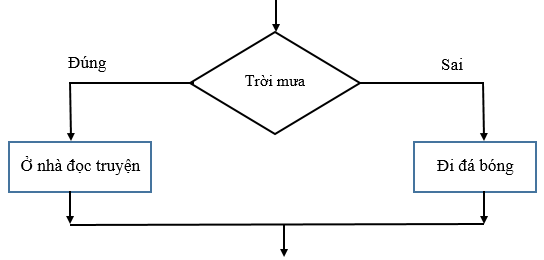 Đúng
Trời mưa
Sai
Ở nhà đọc truyện
Đi đá bóng